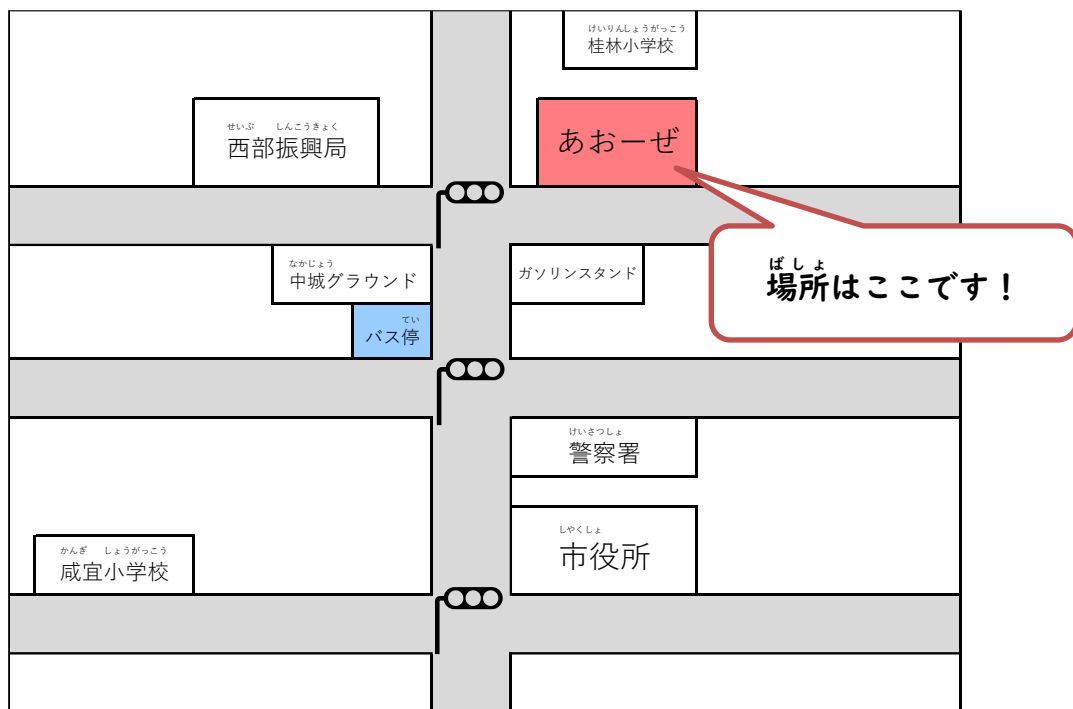 けいりんしょうがっこう
桂林小学校
せいぶ しんこうきょく
西部振興局
あおーぜ
なかじょう
中城グラウンド
ガソリンスタンド
ばしょ
場所はここです！
てい
バス停
けいさつしょ
警察署
しやくしょ
市役所
かんぎ しょうがっこう
咸宜小学校